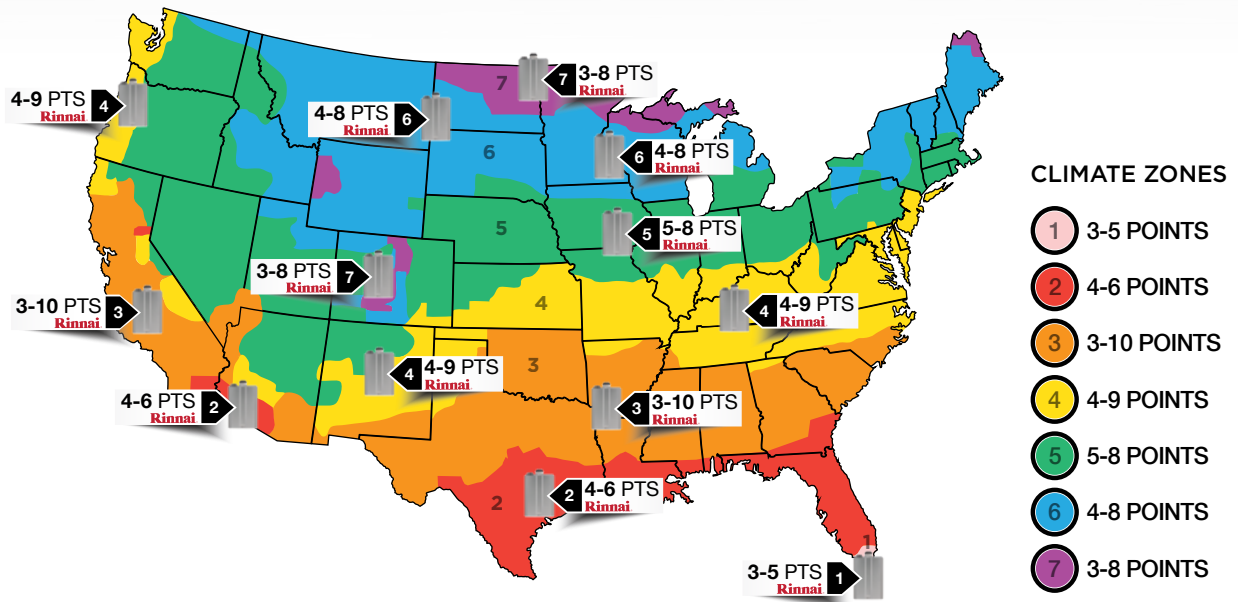 7 3-8 PTS
Rinnai
7
4-9 PTS 4
Rinnai
4-8 PTS 6
Rinnai
6
6 4-8 PTS
Rinnai
5
5 5-8 PTS
Rinnai
3-8 PTS 7
Rinnai
3-10 PTS 3
Rinnai
4
4 4-9 PTS
Rinnai
3
4 4-9 PTS
Rinnai
4-6 PTS 2
Rinnai
3 3-10 PTS
Rinnai
2
2 4-6 PTS
Rinnai
1
3-5 PTS 1
Rinnai
CLIMATE ZONES
1 3-5 POINTS
2 4-6 POINTS
3 3-10 POINTS
4 4-9 POINTS
5 5-8 POINTS
6 4-8 POINTS
7 3-8 POINTS